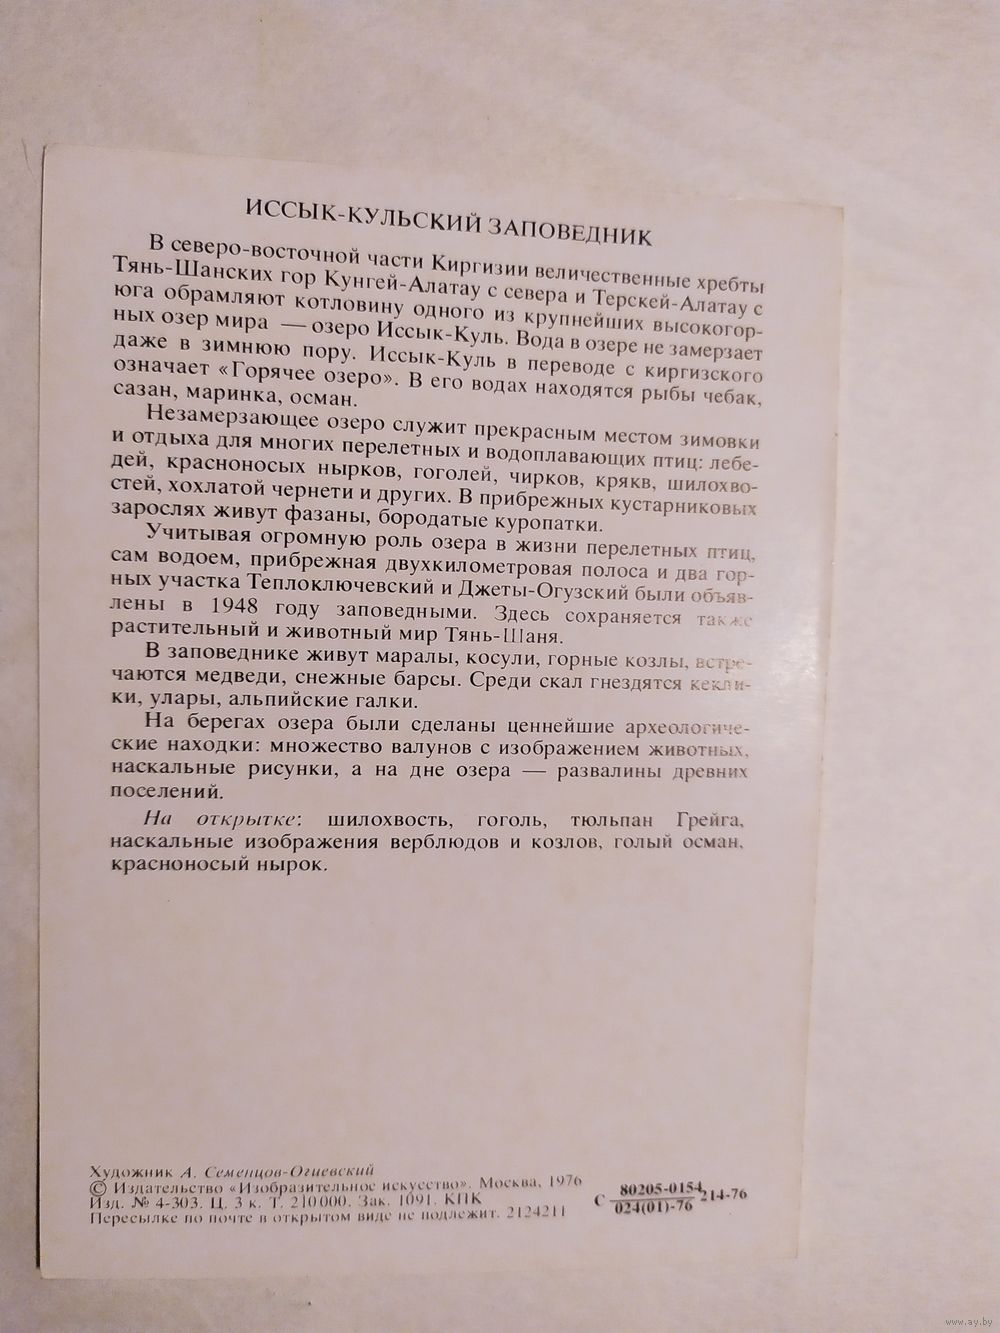 ИССЫК-КУЛЬСКИЙ ЗАПОВЕДНИК
В северо-восточной части Киргизии величественные хребты
Тянь-Шанских гор Кунгей-Алатау с севера и Терскей-Алатау с
юга обрамляют котловину одного из крупнейших высокогор-
ных озер мира — озеро Иссык-Куль. Вода в озере не замерзает
даже в зимнюю пору. Иссык-Куль в переводе с киргизского
означает «Горячее озеро». В его водах находятся рыбы чебак,
сазан, маринка, осман.
Незамерзающее озеро служит прекрасным местом зимовки
и отдыха для многих перелетных и водоплавающих птиц: лебе-
дей, красноносых нырков, гоголей, чирков, крякв, шилохво-
стей, хохлатой чернети и других. В прибрежных кустарниковых
зарослях живут фазаны, бородатые куропатки.
Учитывая огромную роль озера в жизни перелетных птиц,
сам водоем, прибрежная двухкилометровая полоса и два гор-
ных участка Теплоключевский и Джеты-Огузский были объяв-
лены в 1948 году заповедными. Здесь сохраняется также
растительный и животный мир Тянь-Шаня.
В заповеднике живут маралы, косули, горные козлы, встре-
чаются медведи, снежные барсы. Среди скал гнездятся кекли-
ки, улары, альпийские галки.
На берегах озера были сделаны ценнейшие археологиче-
ские находки: множество валунов с изображением животных,
наскальные рисунки, а на дне озера — развалины древних
поселений.
На открытке: шилохвость, гоголь, тюльпан Грейга,
наскальные изображения верблюдов и козлов, голый осман,
красноносый нырок.
Художник А. Семенцов-Огиевский
© Издательство «Изобразительное искусство». Москва, 1976
Изд. № 4-303. Ц. 3 к. Т. 210 000. Зак. 1091. КПК
Пересылке по почте в открытом виде не подлежит. 2124211
С 80205-0154 214-76
024(01)-76
www.ay.by